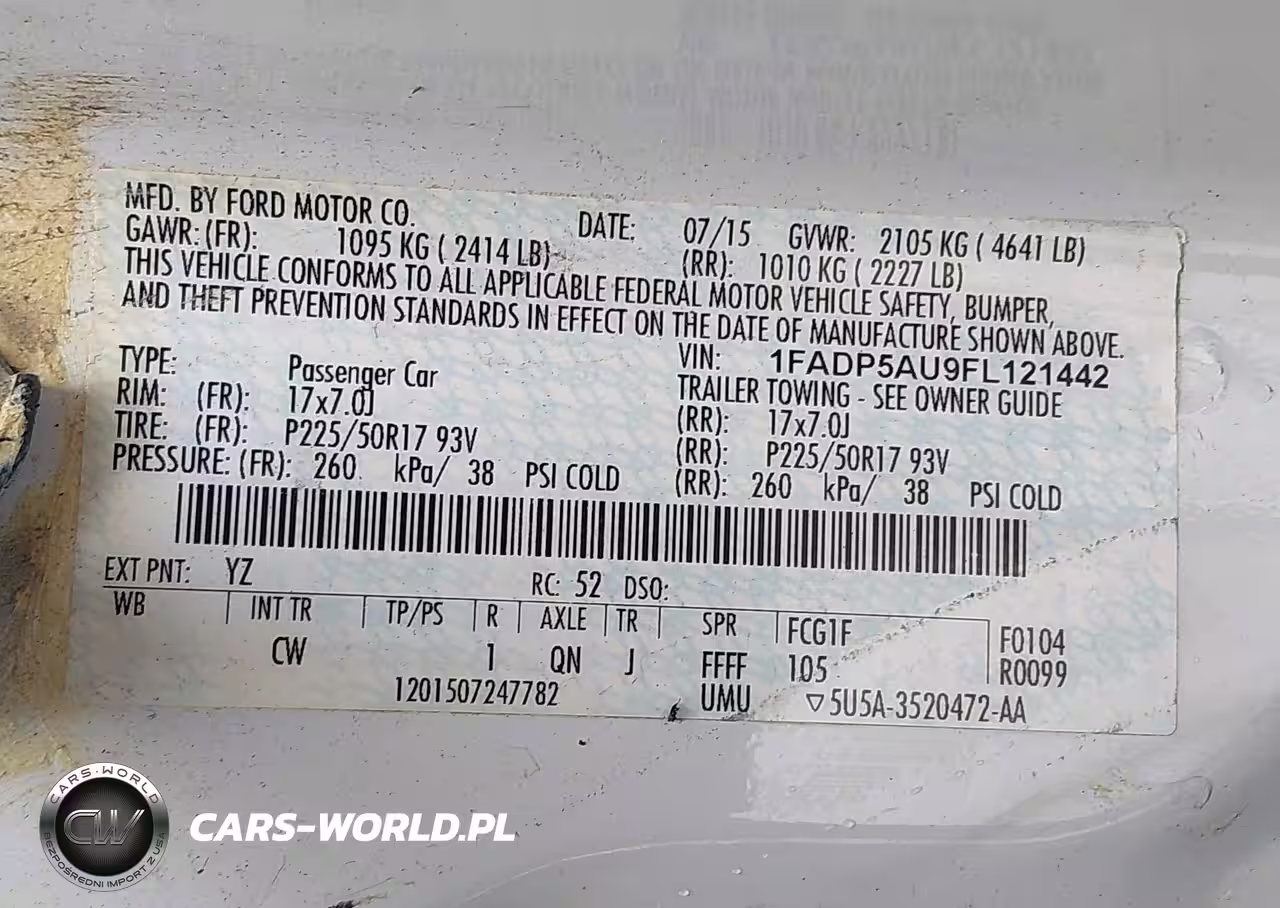 MFD. BY FORD MOTOR CO. DATE: 07/15 GVWR: 2105 KG ( 4641 LB)
GAWR: (FR): 1095 KG ( 2414 LB) (RR): 1010 KG ( 2227 LB)
THIS VEHICLE CONFORMS TO ALL APPLICABLE FEDERAL MOTOR VEHICLE SAFETY, BUMPER,
AND THEFT PREVENTION STANDARDS IN EFFECT ON THE DATE OF MANUFACTURE SHOWN ABOVE.
VIN: 1FADP5AU9FL121442
TYPE: Passenger Car TRAILER TOWING - SEE OWNER GUIDE
RIM: (FR): 17x7.0J (RR): 17x7.0J
TIRE: (FR): P225/50R17 93V (RR): P225/50R17 93V
PRESSURE: (FR): 260 kPa/ 38 PSI COLD (RR): 260 kPa/ 38 PSI COLD
EXT PNT: YZ RC: 52 DSO:
WB INT TR TP/PS R AXLE TR SPR FCG1F F0104
CW 1 QN J FFFF 105 R0099
1201507247782 UMU ▽5U5A-3520472-AA
CARS-WORLD
CW
BEZPOŚREDNI IMPORT Z USA
CARS-WORLD.PL